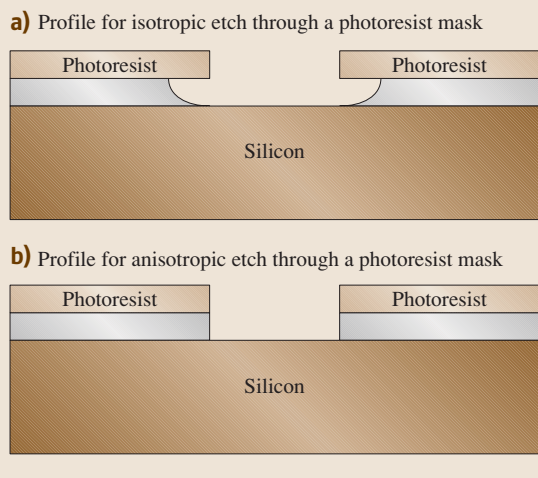 a) Profile for isotropic etch through a photoresist mask
Photoresist Photoresist
Silicon
b) Profile for anisotropic etch through a photoresist mask
Photoresist Photoresist
Silicon